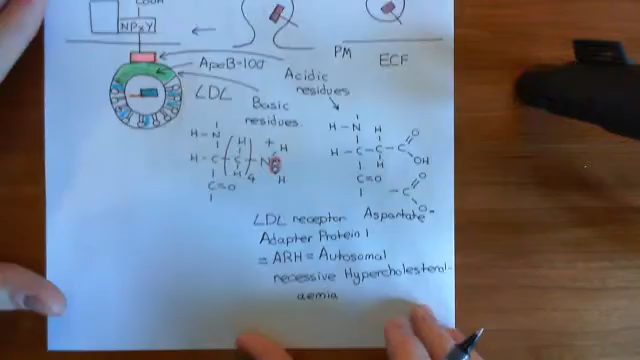 COOH
NPxY
PM
ECF
ApoB-100
LDL
Acidic
residues
Basic
residues
H-N
H
H-C-C-C
O
OH
H
C=O
H-N
H
H-C
C
N
+
H
H
H
4
C=O
C
O
O-
Aspartate
LDL receptor
Adapter Protein 1
= ARH = Autosomal
recessive Hypercholesterol-
aemia